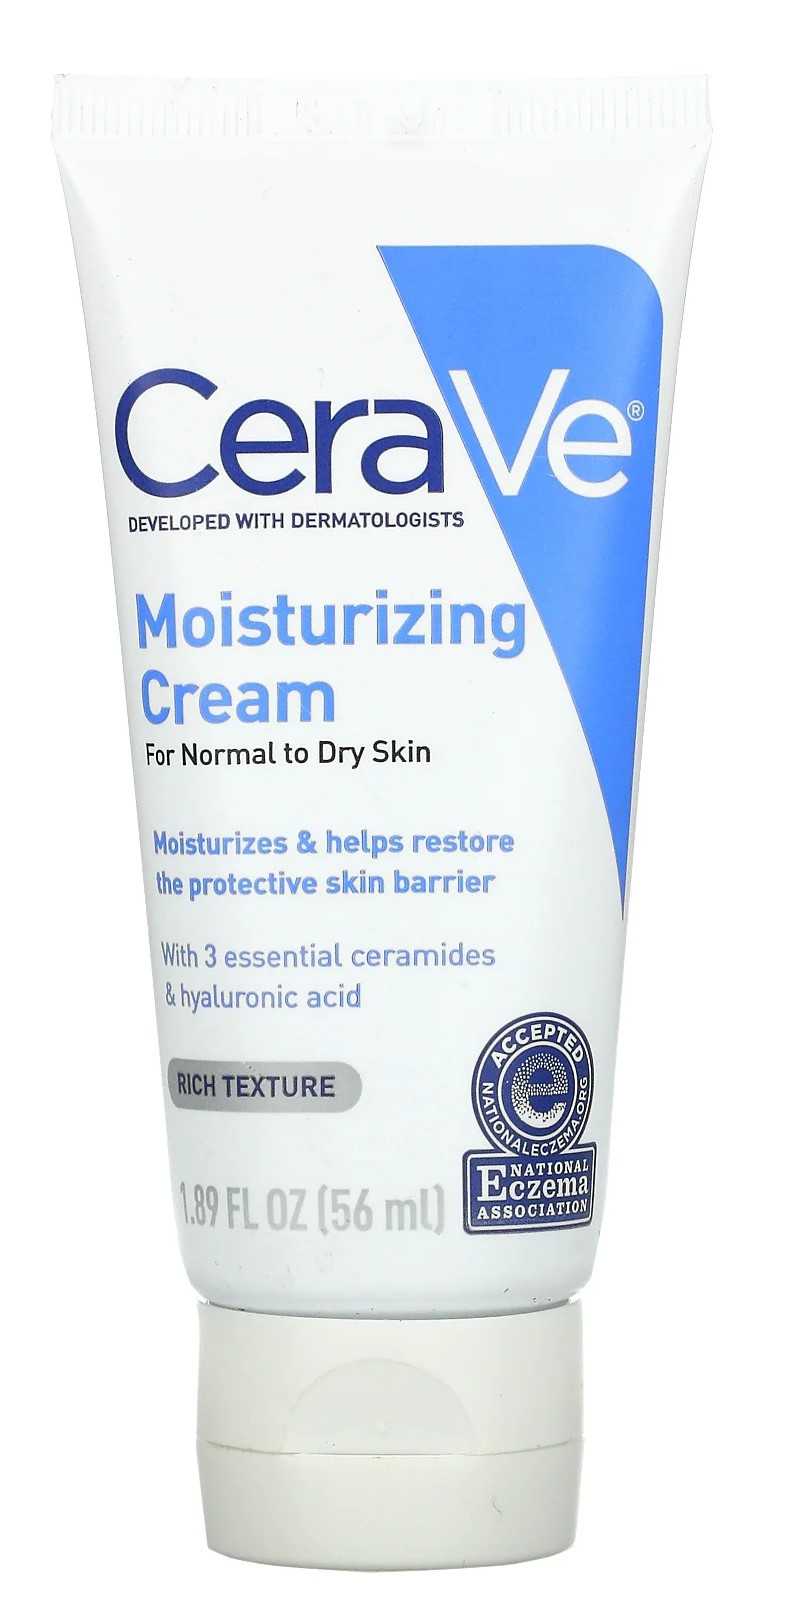 CeraVe®
DEVELOPED WITH DERMATOLOGISTS
Moisturizing
Cream
For Normal to Dry Skin
Moisturizes & helps restore
the protective skin barrier
With 3 essential ceramides
& hyaluronic acid
RICH TEXTURE
ACCEPTED
e
NATIONALECZEMA.ORG
NATIONAL
Eczema
ASSOCIATION
1.89 FL OZ (56 ml)